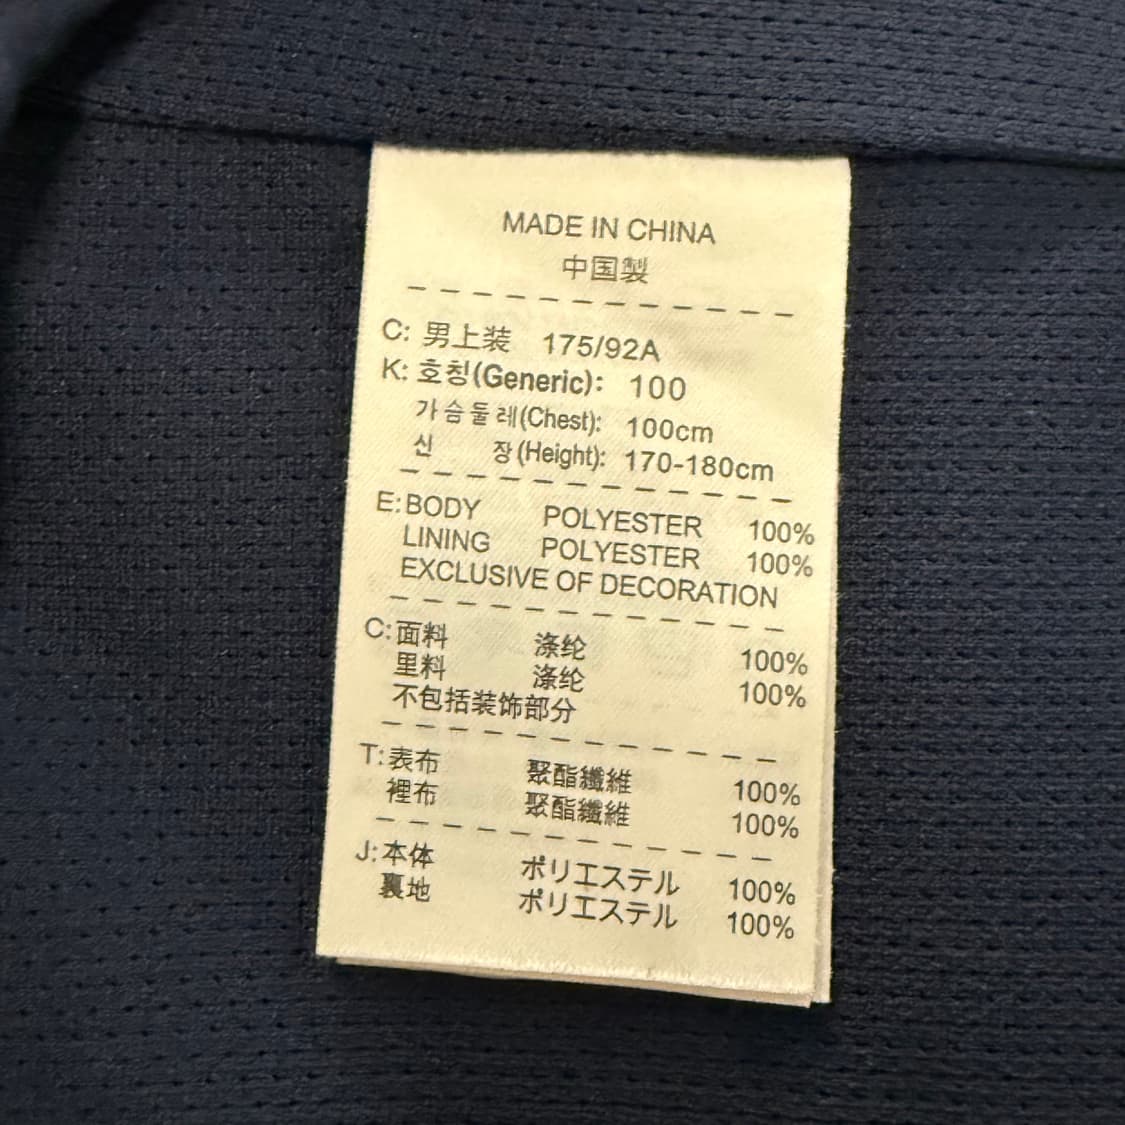 MADE IN CHINA
中国製
C: 男上装 175/92A
K: 호칭(Generic): 100
가슴둘레(Chest): 100cm
신 장(Height): 170-180cm
E: BODY POLYESTER 100%
LINING POLYESTER 100%
EXCLUSIVE OF DECORATION
C: 面料 涤纶 100%
里料 涤纶 100%
不包括装饰部分
T: 表布 聚酯纖維 100%
裡布 聚酯纖維 100%
J: 本体 ポリエステル 100%
裏地 ポリエステル 100%